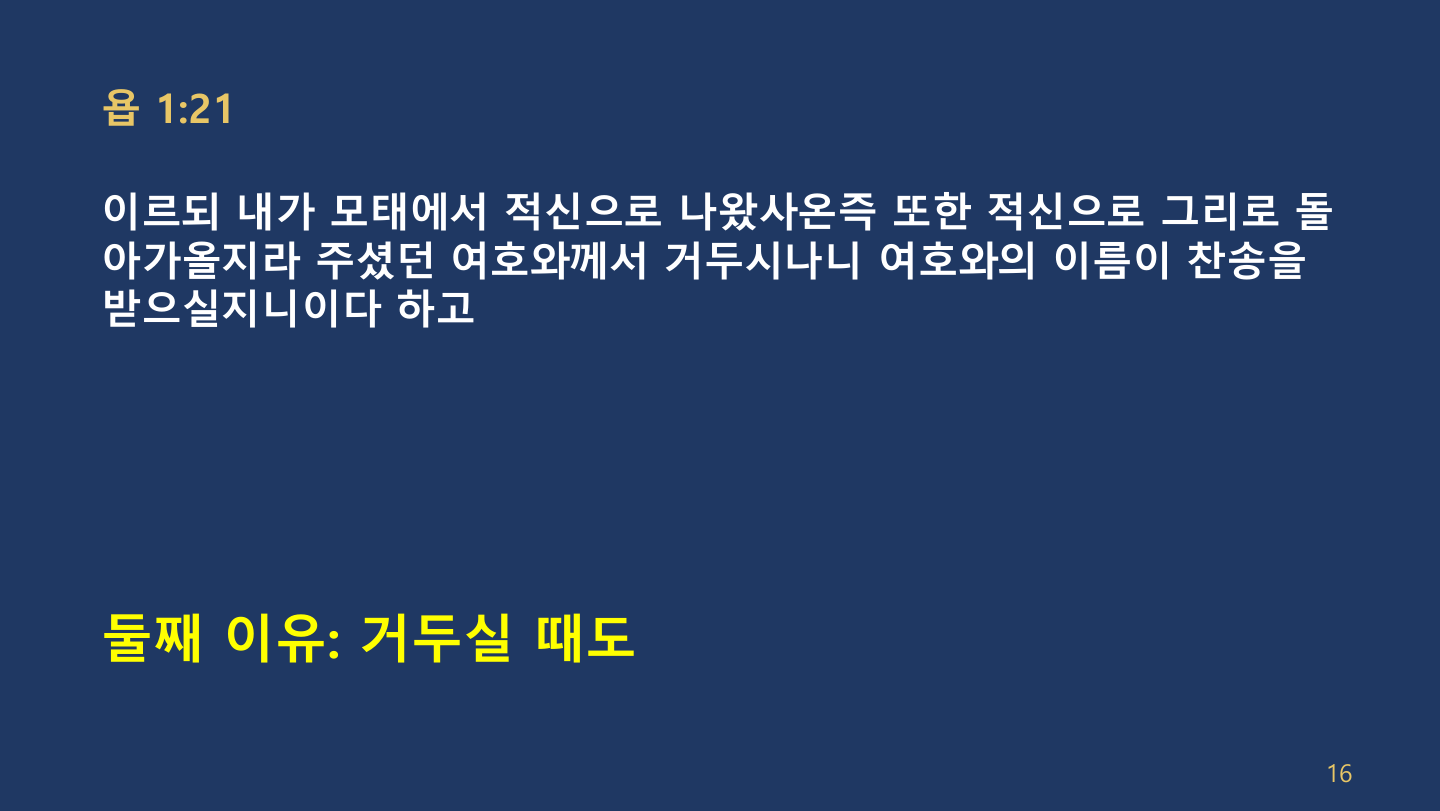 욥 1:21
이르되 내가 모태에서 적신으로 나왔사온즉 또한 적신으로 그리로 돌
아가올지라 주셨던 여호와께서 거두시나니 여호와의 이름이 찬송을
받으실지니이다 하고
둘째 이유: 거두실 때도
16